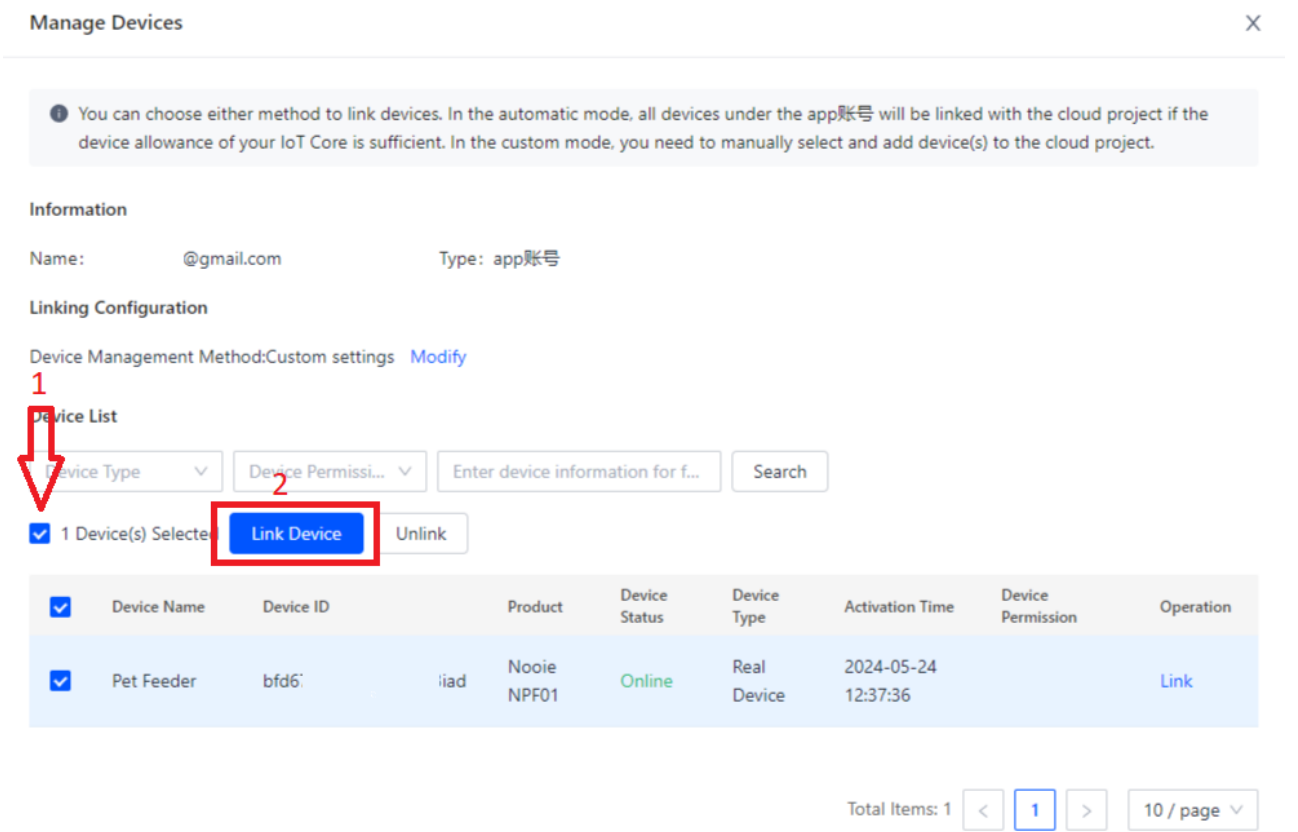 Manage Devices
You can choose either method to link devices. In the automatic mode, all devices under the app账号 will be linked with the cloud project if the
device allowance of your IoT Core is sufficient. In the custom mode, you need to manually select and add device(s) to the cloud project.
Information
Name: @gmail.com Type: app账号
Linking Configuration
Device Management Method:Custom settings Modify
1
Device List
Device Type Device Permissi... Enter device information for f... Search
2
1 Device(s) Selected Link Device Unlink
Device Name Device ID Product Device Status Device Type Activation Time Device Permission Operation
Pet Feeder bfd6 iad Nooie NPF01 Online Real Device 2024-05-24 12:37:36 Link
Total Items: 1 < 1 > 10 / page